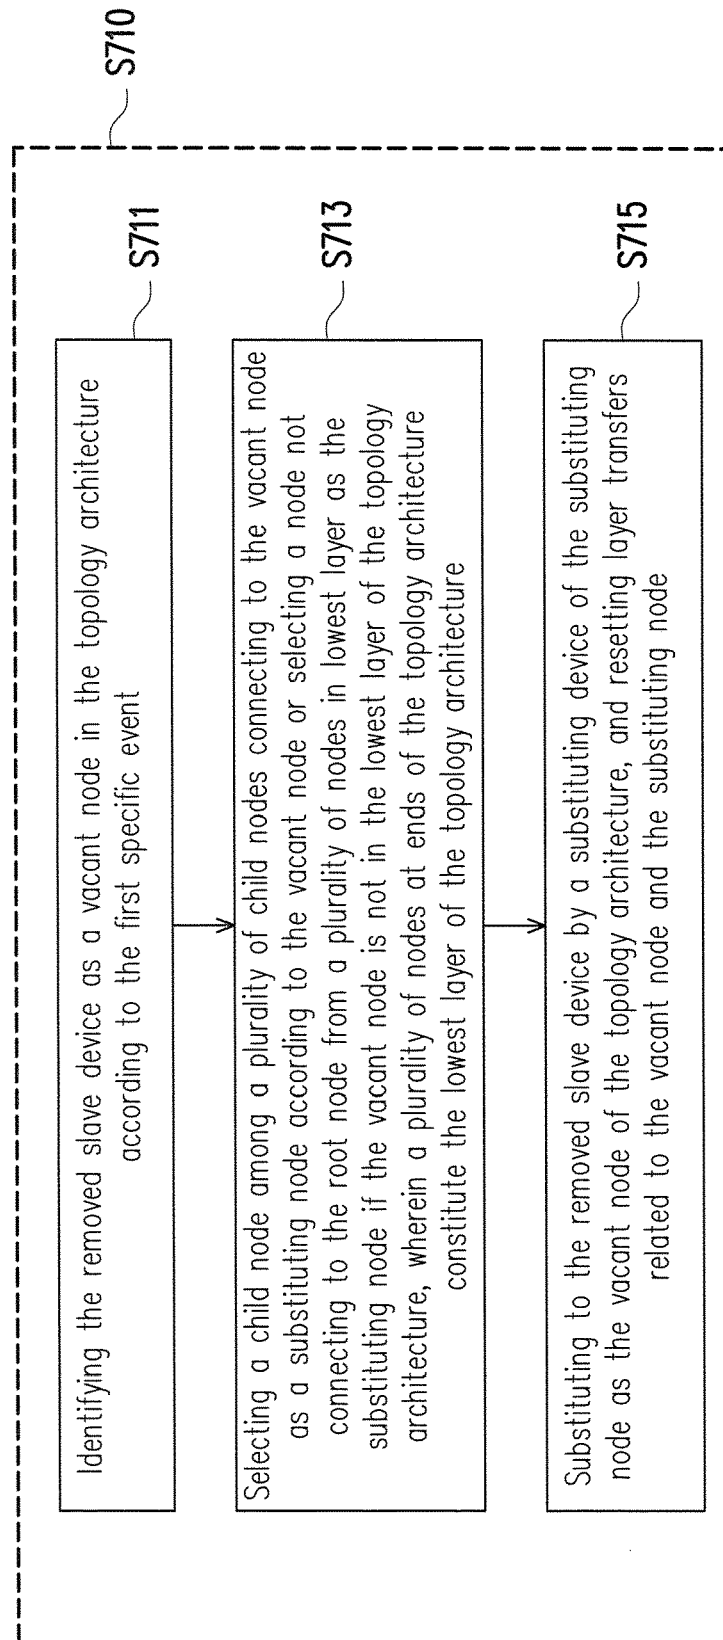 S710
S711
Identifying the removed slave device as a vacant node in the topology architecture
according to the first specific event
S713
Selecting a child node among a plurality of child nodes connecting to the vacant node
as a substituting node according to the vacant node or selecting a node not
connecting to the root node from a plurality of nodes in lowest layer as the
substituting node if the vacant node is not in the lowest layer of the topology
architecture, wherein a plurality of nodes at ends of the topology architecture
constitute the lowest layer of the topology architecture
S715
Substituting to the removed slave device by a substituting device of the substituting
node as the vacant node of the topology architecture, and resetting layer transfers
related to the vacant node and the substituting node